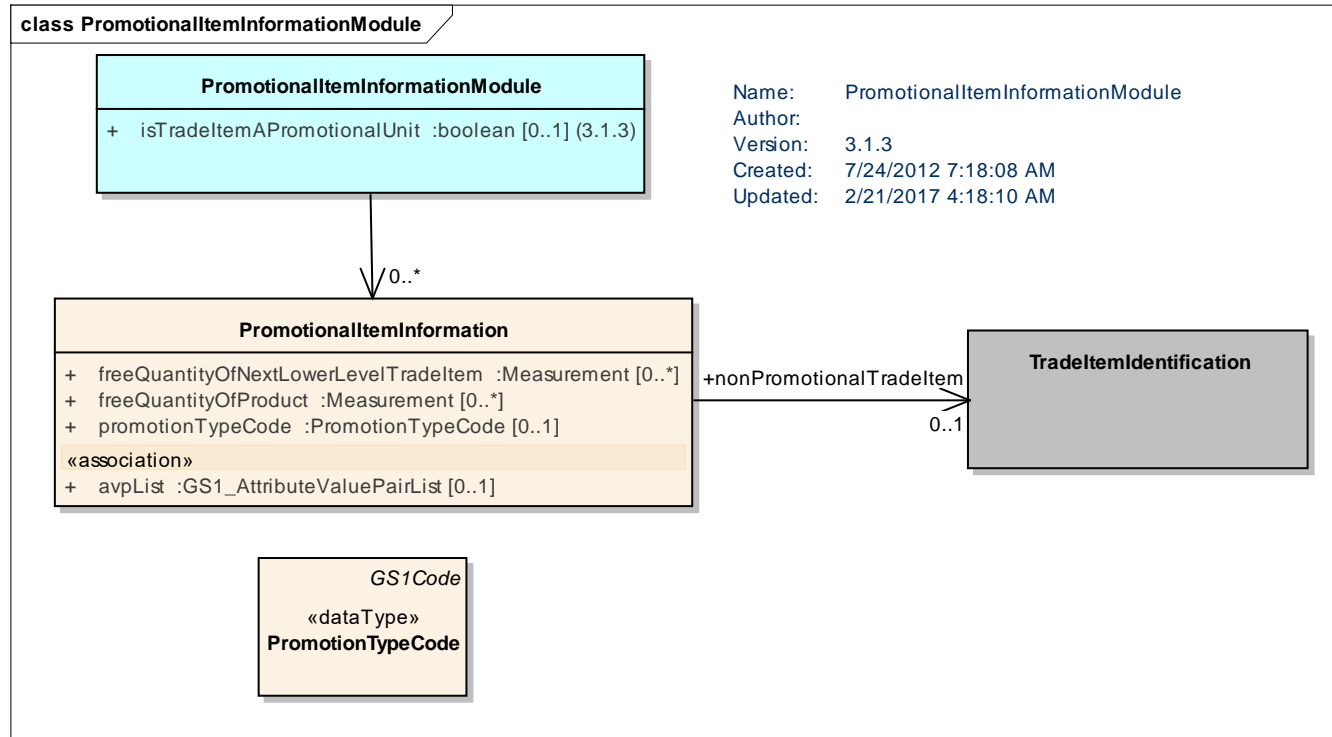 class PromotionalItemInformationModule
PromotionalItemInformationModule
+ isTradeItemAPromotionalUnit :boolean [0..1] (3.1.3)
Name: PromotionalItemInformationModule
Author:
Version: 3.1.3
Created: 7/24/2012 7:18:08 AM
Updated: 2/21/2017 4:18:10 AM
0..*
PromotionalItemInformation
+ freeQuantityOfNextLowerLevelTradeItem :Measurement [0..*]
+ freeQuantityOfProduct :Measurement [0..*]
+ promotionTypeCode :PromotionTypeCode [0..1]
«association»
+ avpList :GS1_AttributeValuePairList [0..1]
+nonPromotionalTradeItem
0..1
TradeItemIdentification
GS1Code
«dataType»
PromotionTypeCode